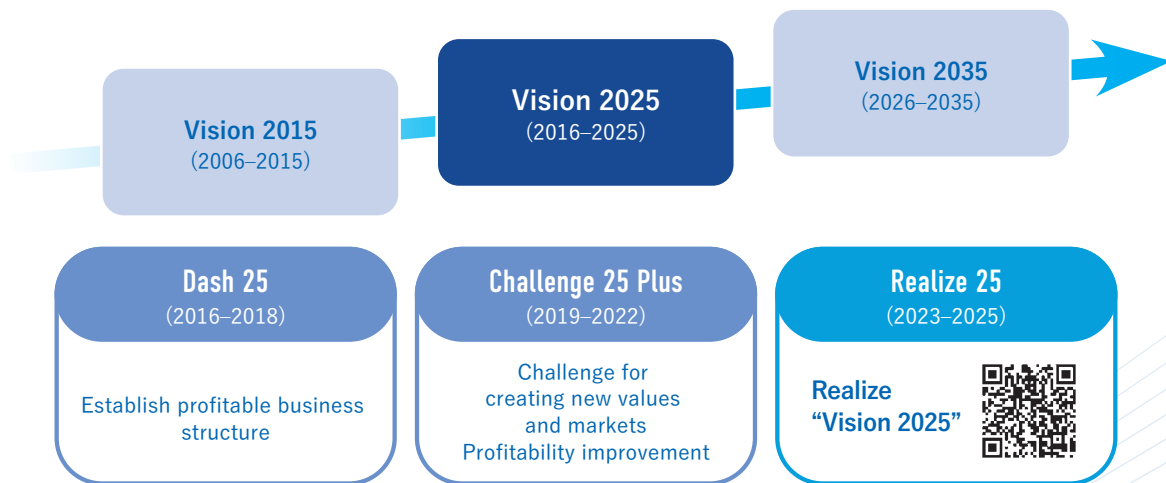 Vision 2015
(2006–2015)
Vision 2025
(2016–2025)
Vision 2035
(2026–2035)
Dash 25
(2016–2018)
Establish profitable business
structure
Challenge 25 Plus
(2019–2022)
Challenge for
creating new values
and markets
Profitability improvement
Realize 25
(2023–2025)
Realize
“Vision 2025”